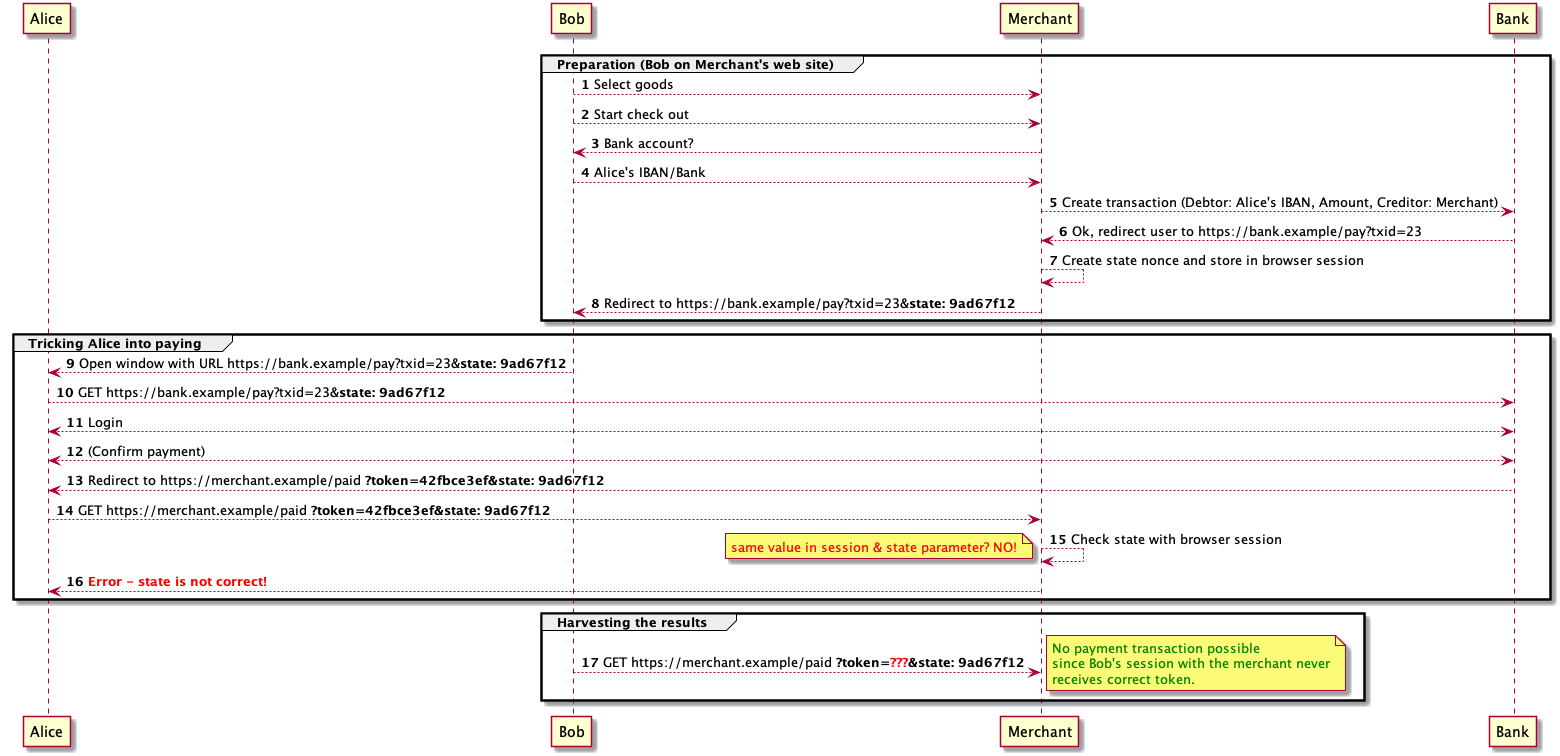 Alice
Bob
Merchant
Bank
Preparation (Bob on Merchant's web site)
1 Select goods
2 Start check out
3 Bank account?
4 Alice's IBAN/Bank
5 Create transaction (Debtor: Alice's IBAN, Amount, Creditor: Merchant)
6 Ok, redirect user to https://bank.example/pay?txid=23
7 Create state nonce and store in browser session
8 Redirect to https://bank.example/pay?txid=23&state: 9ad67f12
Tricking Alice into paying
9 Open window with URL https://bank.example/pay?txid=23&state: 9ad67f12
10 GET https://bank.example/pay?txid=23&state: 9ad67f12
11 Login
12 (Confirm payment)
13 Redirect to https://merchant.example/paid ?token=42fbce3ef&state: 9ad67f12
14 GET https://merchant.example/paid ?token=42fbce3ef&state: 9ad67f12
15 Check state with browser session
same value in session & state parameter? NO!
16 Error - state is not correct!
Harvesting the results
17 GET https://merchant.example/paid ?token=???&state: 9ad67f12
No payment transaction possible
since Bob's session with the merchant never
receives correct token.
Alice
Bob
Merchant
Bank